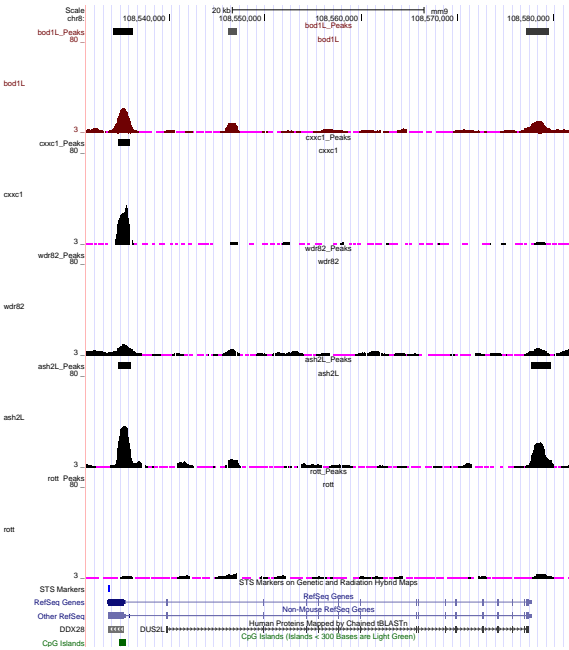 Scale 20 kb mm9
chr8: 108,540,000 108,550,000 108,560,000 108,570,000 108,580,000
bod1L_Peaks
bod1L_Peaks
80 _
bod1L
bod1L
3 _
cxxc1_Peaks
cxxc1_Peaks
80 _
cxxc1
cxxc1
3 _
wdr82_Peaks
wdr82_Peaks
80 _
wdr82
wdr82
3 _
ash2L_Peaks
ash2L_Peaks
80 _
ash2L
ash2L
3 _
rott_Peaks
rott_Peaks
80 _
rott
rott
3 _
STS Markers on Genetic and Radiation Hybrid Maps
STS Markers
RefSeq Genes
RefSeq Genes
Non-Mouse RefSeq Genes
Other RefSeq
Human Proteins Mapped by Chained tBLASTn
DDX28 DUS2L
CpG Islands (Islands < 300 Bases are Light Green)
CpG Islands